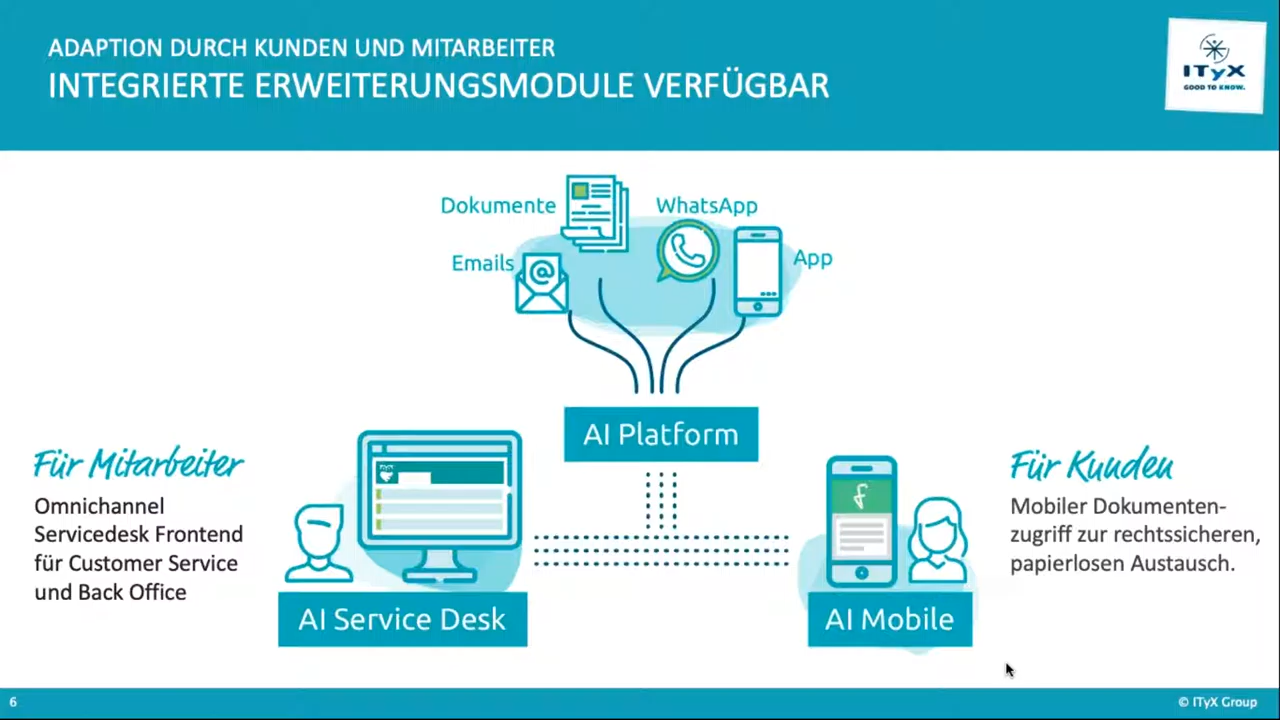 ADAPTION DURCH KUNDEN UND MITARBEITER
INTEGRIERTE ERWEITERUNGSMODULE VERFÜGBAR
ITyX
GOOD TO KNOW.
Dokumente
WhatsApp
Emails
App
AI Platform
Für Mitarbeiter
Omnichannel
Servicedesk Frontend
für Customer Service
und Back Office
AI Service Desk
Für Kunden
Mobiler Dokumenten-
zugriff zur rechtssicheren,
papierlosen Austausch.
AI Mobile
6
© ITyX Group